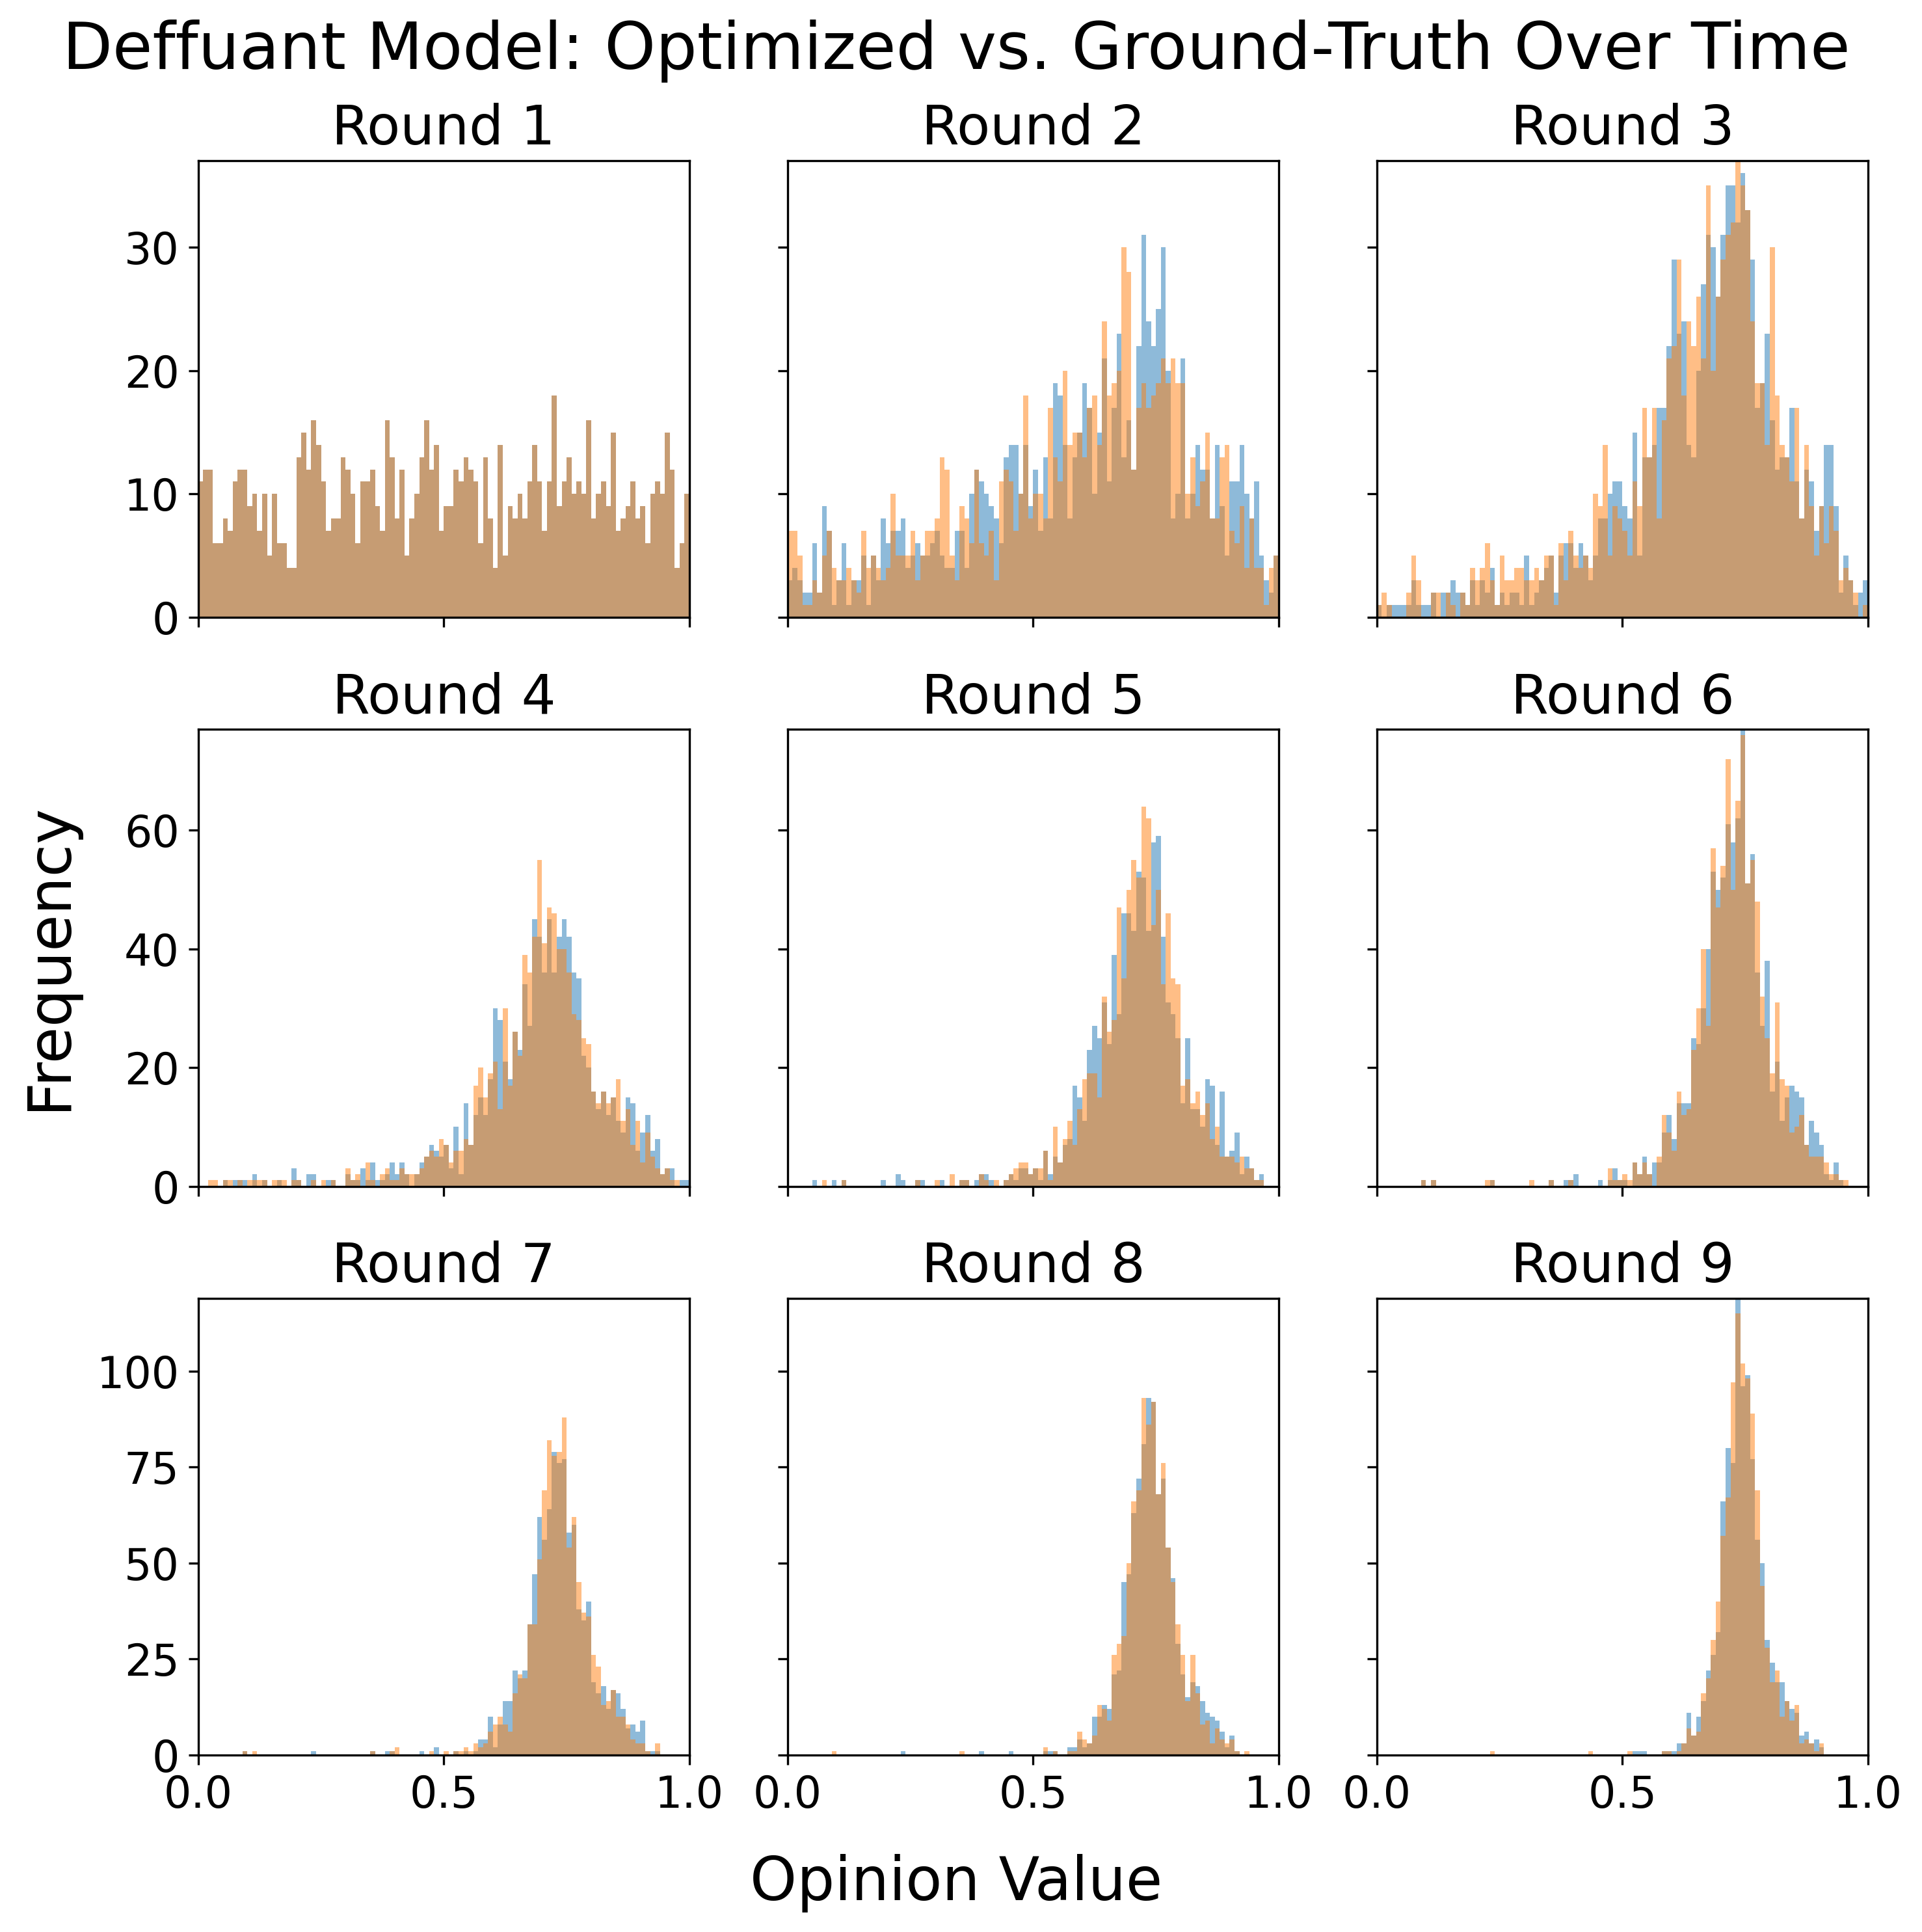 Deffuant Model: Optimized vs. Ground-Truth Over Time
Round 1
Round 2
Round 3
30
20
10
0
Round 4
Round 5
Round 6
Frequency
60
40
20
0
Round 7
Round 8
Round 9
100
75
50
25
0
0.0 0.5 1.0 0.0 0.5 1.0 0.0 0.5 1.0
Opinion Value